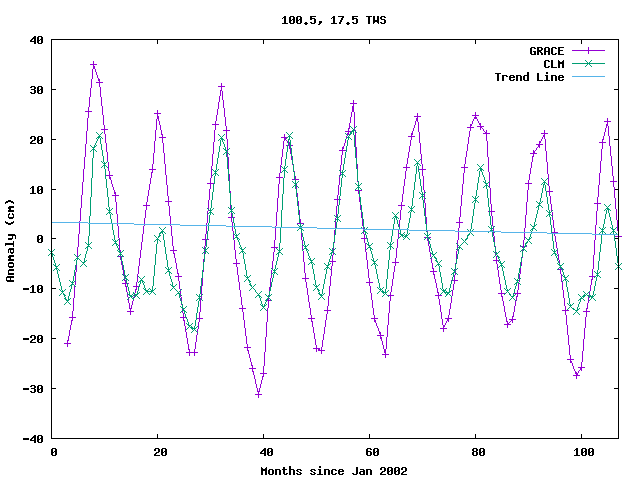 100.5, 17.5 TWS
GRACE
CLM
Trend Line
Anomaly (cm)
40
30
20
10
0
-10
-20
-30
-40
0 20 40 60 80 100
Months since Jan 2002